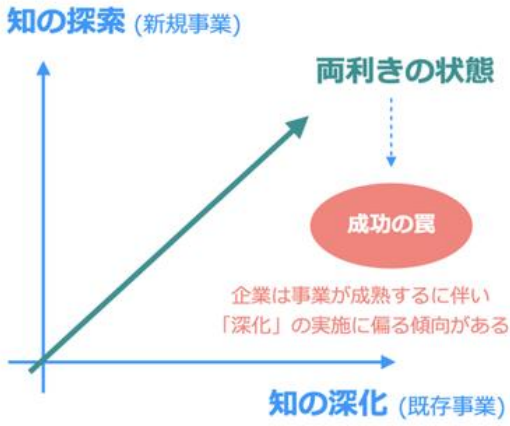 知の探索 (新規事業)
両利きの状態
成功の罠
企業は事業が成熟するに伴い
「深化」の実施に偏る傾向がある
知の深化 (既存事業)